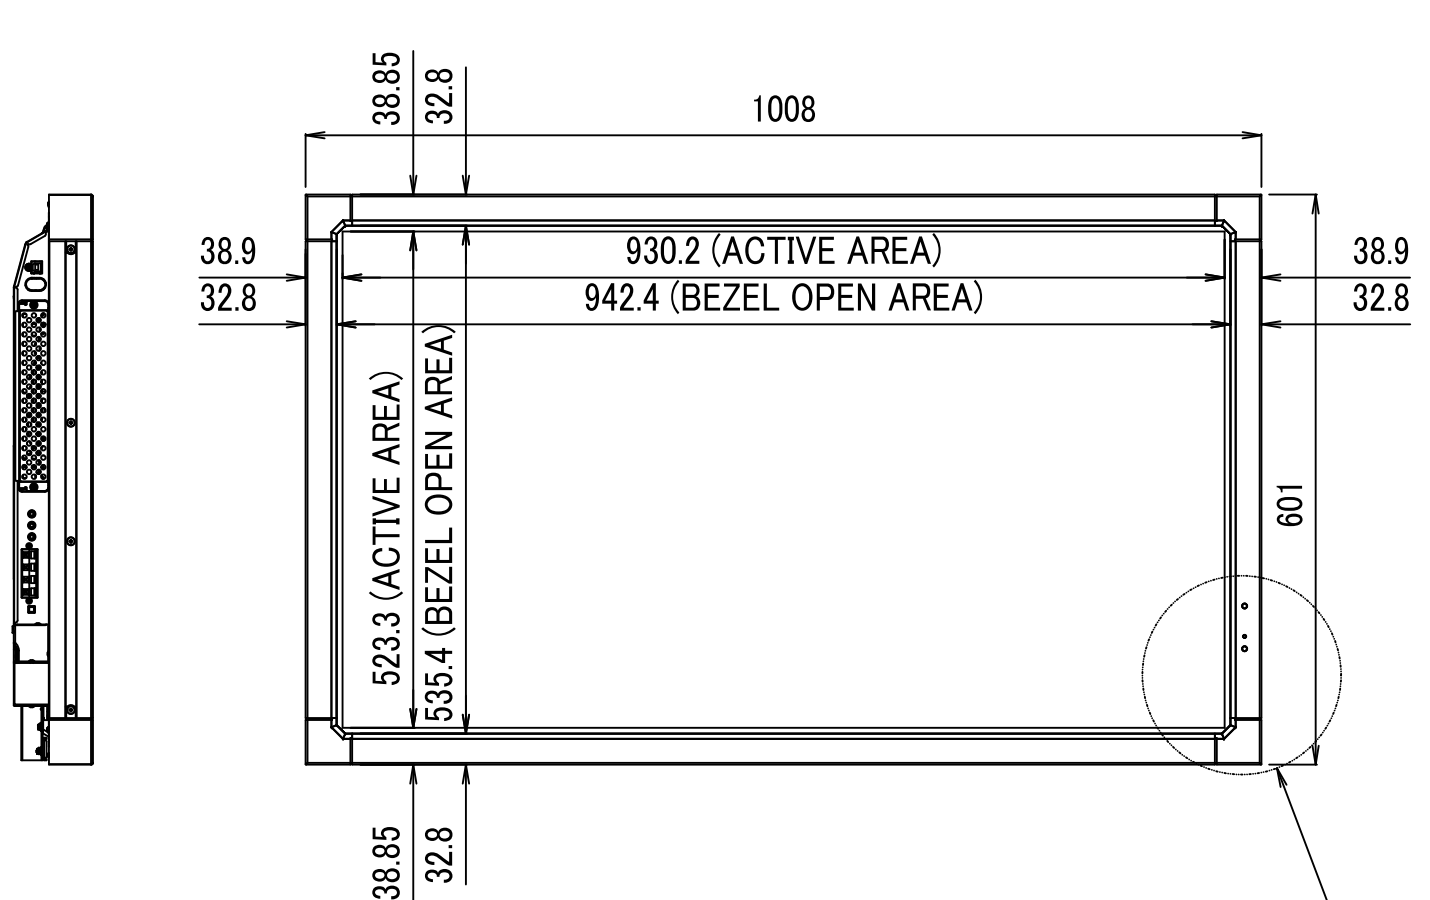 38.85
32.8
1008
38.9
930.2 (ACTIVE AREA)
38.9
32.8
942.4 (BEZEL OPEN AREA)
32.8
523.3 (ACTIVE AREA)
535.4 (BEZEL OPEN AREA)
601
38.85
32.8